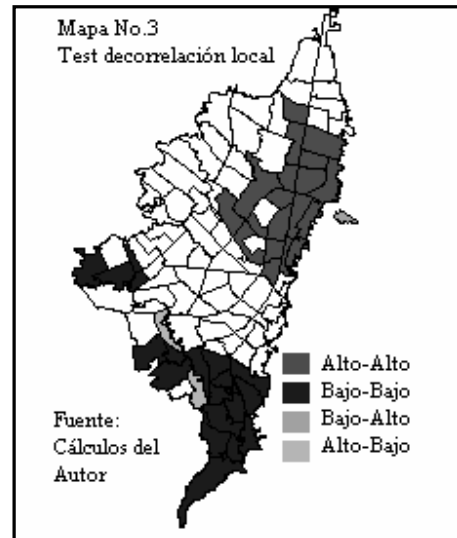 Mapa No.3
Test decorrelación local
Alto-Alto
Bajo-Bajo
Bajo-Alto
Alto-Bajo
Fuente:
Cálculos del
Autor